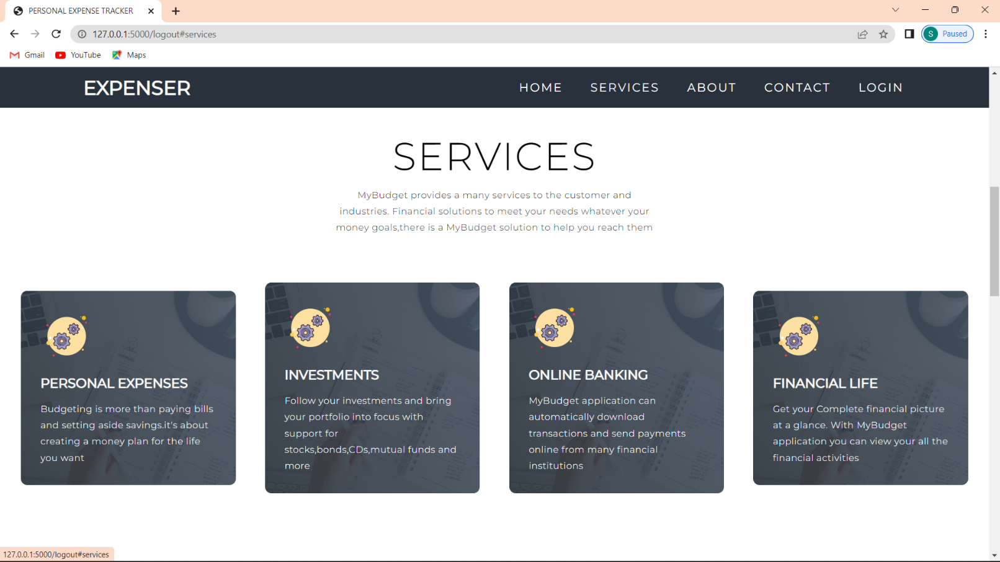 PERSONAL EXPENSE TRACKER
127.0.0.1:5000/logout#services
S Paused
Gmail YouTube Maps
EXPENSER HOME SERVICES ABOUT CONTACT LOGIN
SERVICES
MyBudget provides a many services to the customer and
industries. Financial solutions to meet your needs whatever your
money goals,there is a MyBudget solution to help you reach them
PERSONAL EXPENSES
Budgeting is more than paying bills
and setting aside savings.it's about
creating a money plan for the life
you want
INVESTMENTS
Follow your investments and bring
your portfolio into focus with
support for
stocks,bonds,CDs,mutual funds and
more
ONLINE BANKING
MyBudget application can
automatically download
transactions and send payments
online from many financial
institutions
FINANCIAL LIFE
Get your Complete financial picture
at a glance. With MyBudget
application you can view your all the
financial activities
127.0.0.1:5000/logout#services